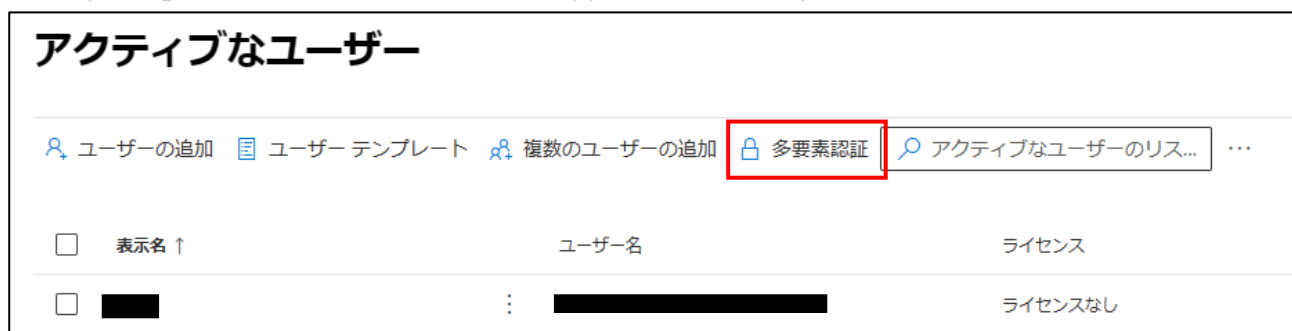 アクティブなユーザー
ユーザーの追加 ユーザー テンプレート 複数のユーザーの追加 多要素認証 アクティブなユーザーのリス... ...
表示名 ↑ ユーザー名 ライセンス
ライセンスなし